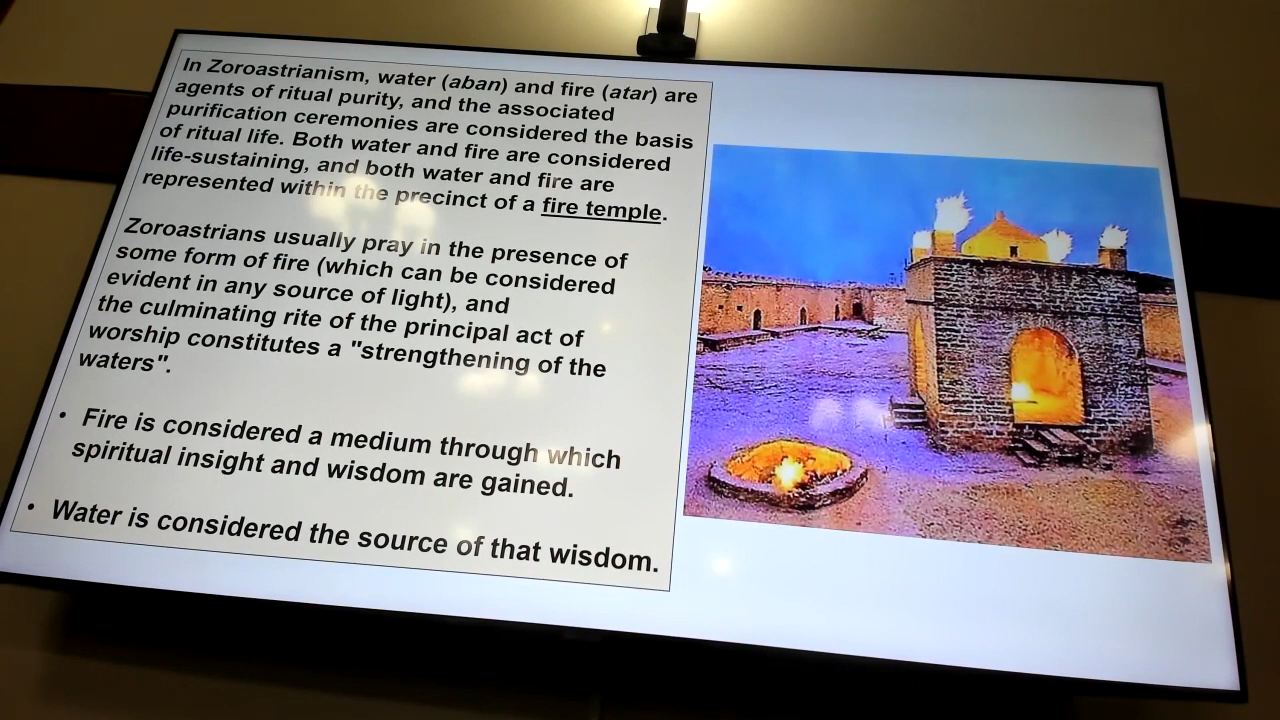 In Zoroastrianism, water (aban) and fire (atar) are
agents of ritual purity, and the associated
purification ceremonies are considered the basis
of ritual life. Both water and fire are considered
life-sustaining, and both water and fire are
represented within the precinct of a fire temple.
Zoroastrians usually pray in the presence of
some form of fire (which can be considered
evident in any source of light), and
the culminating rite of the principal act of
worship constitutes a "strengthening of the
waters".
• Fire is considered a medium through which
spiritual insight and wisdom are gained.
• Water is considered the source of that wisdom.